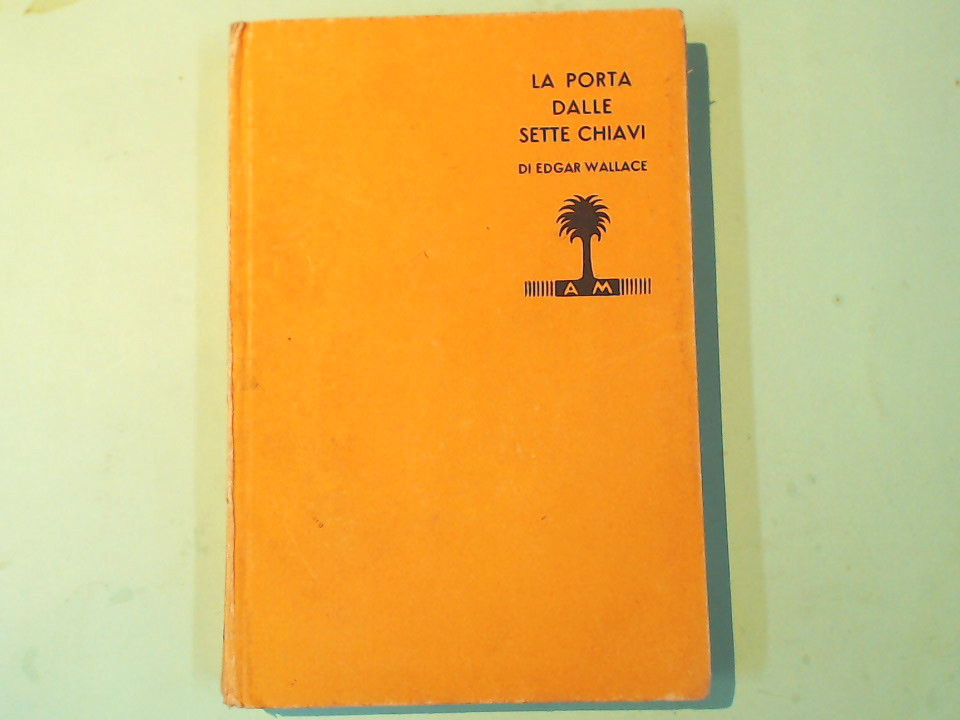 LA PORTA
DALLE
SETTE CHIAVI
DI EDGAR WALLACE
A M